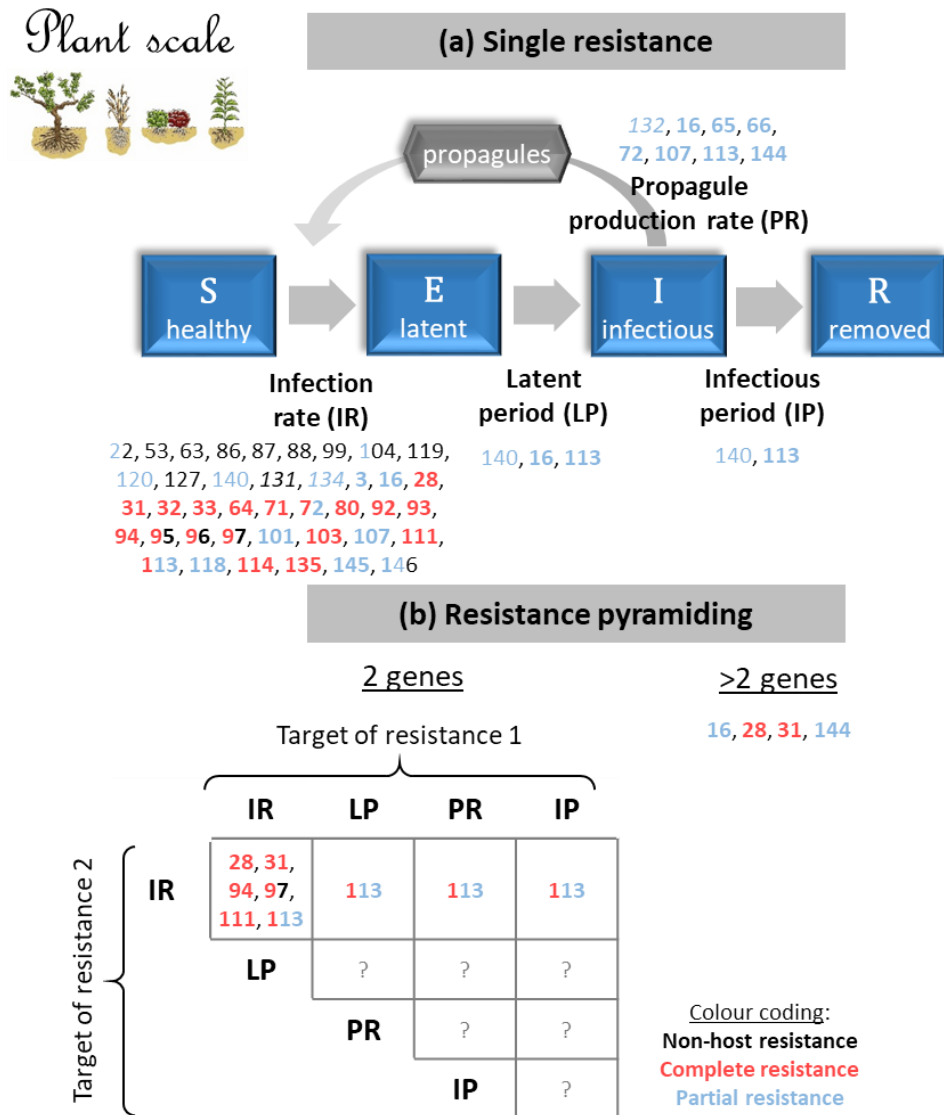 Plant scale
(a) Single resistance
132, 16, 65, 66,
72, 107, 113, 144
propagules
Propagule
production rate (PR)
S
healthy
E
latent
I
infectious
R
removed
Infection
rate (IR)
22, 53, 63, 86, 87, 88, 99, 104, 119,
120, 127, 140, 131, 134, 3, 16, 28,
31, 32, 33, 64, 71, 72, 80, 92, 93,
94, 95, 96, 97, 101, 103, 107, 111,
113, 118, 114, 135, 145, 146
Latent
period (LP)
140, 16, 113
Infectious
period (IP)
140, 113
(b) Resistance pyramiding
2 genes
>2 genes
16, 28, 31, 144
Target of resistance 1
IR LP PR IP
Target of resistance 2
IR
28, 31,
94, 97,
111, 113
113
113
113
LP ? ? ?
PR ? ?
IP ?
Colour coding:
Non-host resistance
Complete resistance
Partial resistance